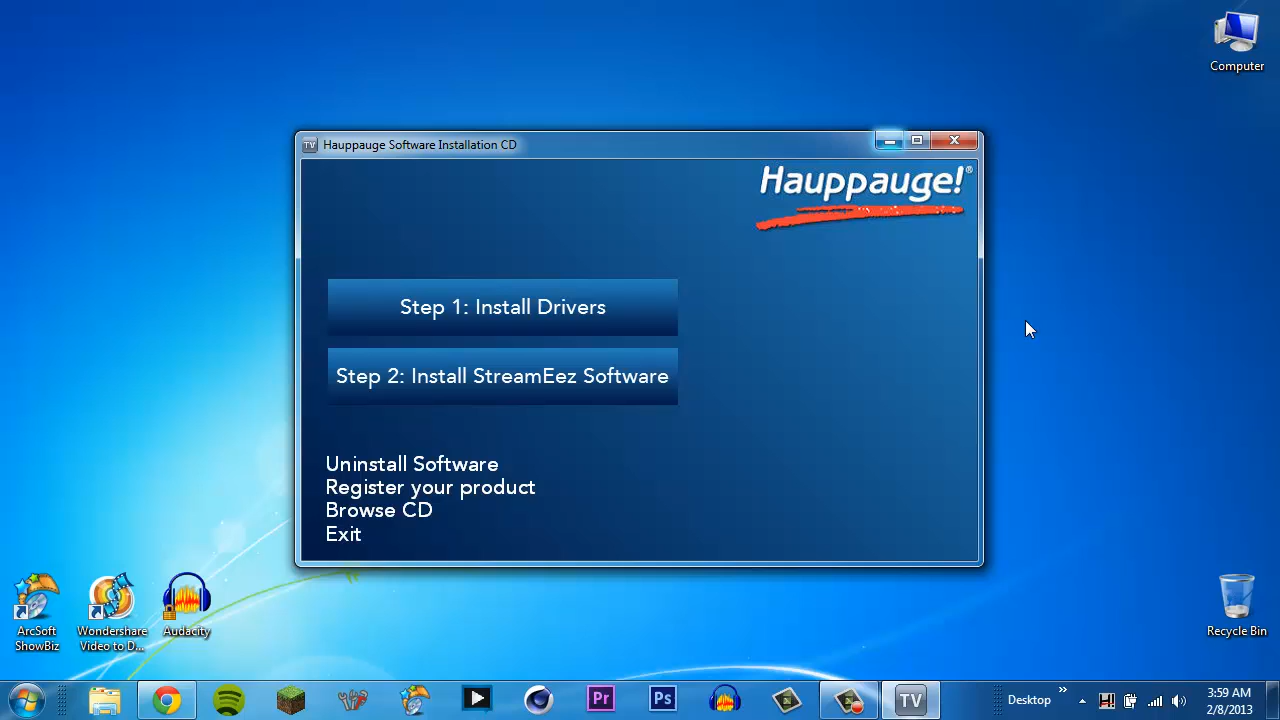 Computer
TV Hauppauge Software Installation CD
Hauppauge!®
Step 1: Install Drivers
Step 2: Install StreamEez Software
Uninstall Software
Register your product
Browse CD
Exit
ArcSoft
ShowBiz
Wondershare
Video to D...
Audacity
Recycle Bin
Pr
Ps
TV
Desktop
3:59 AM
2/8/2013